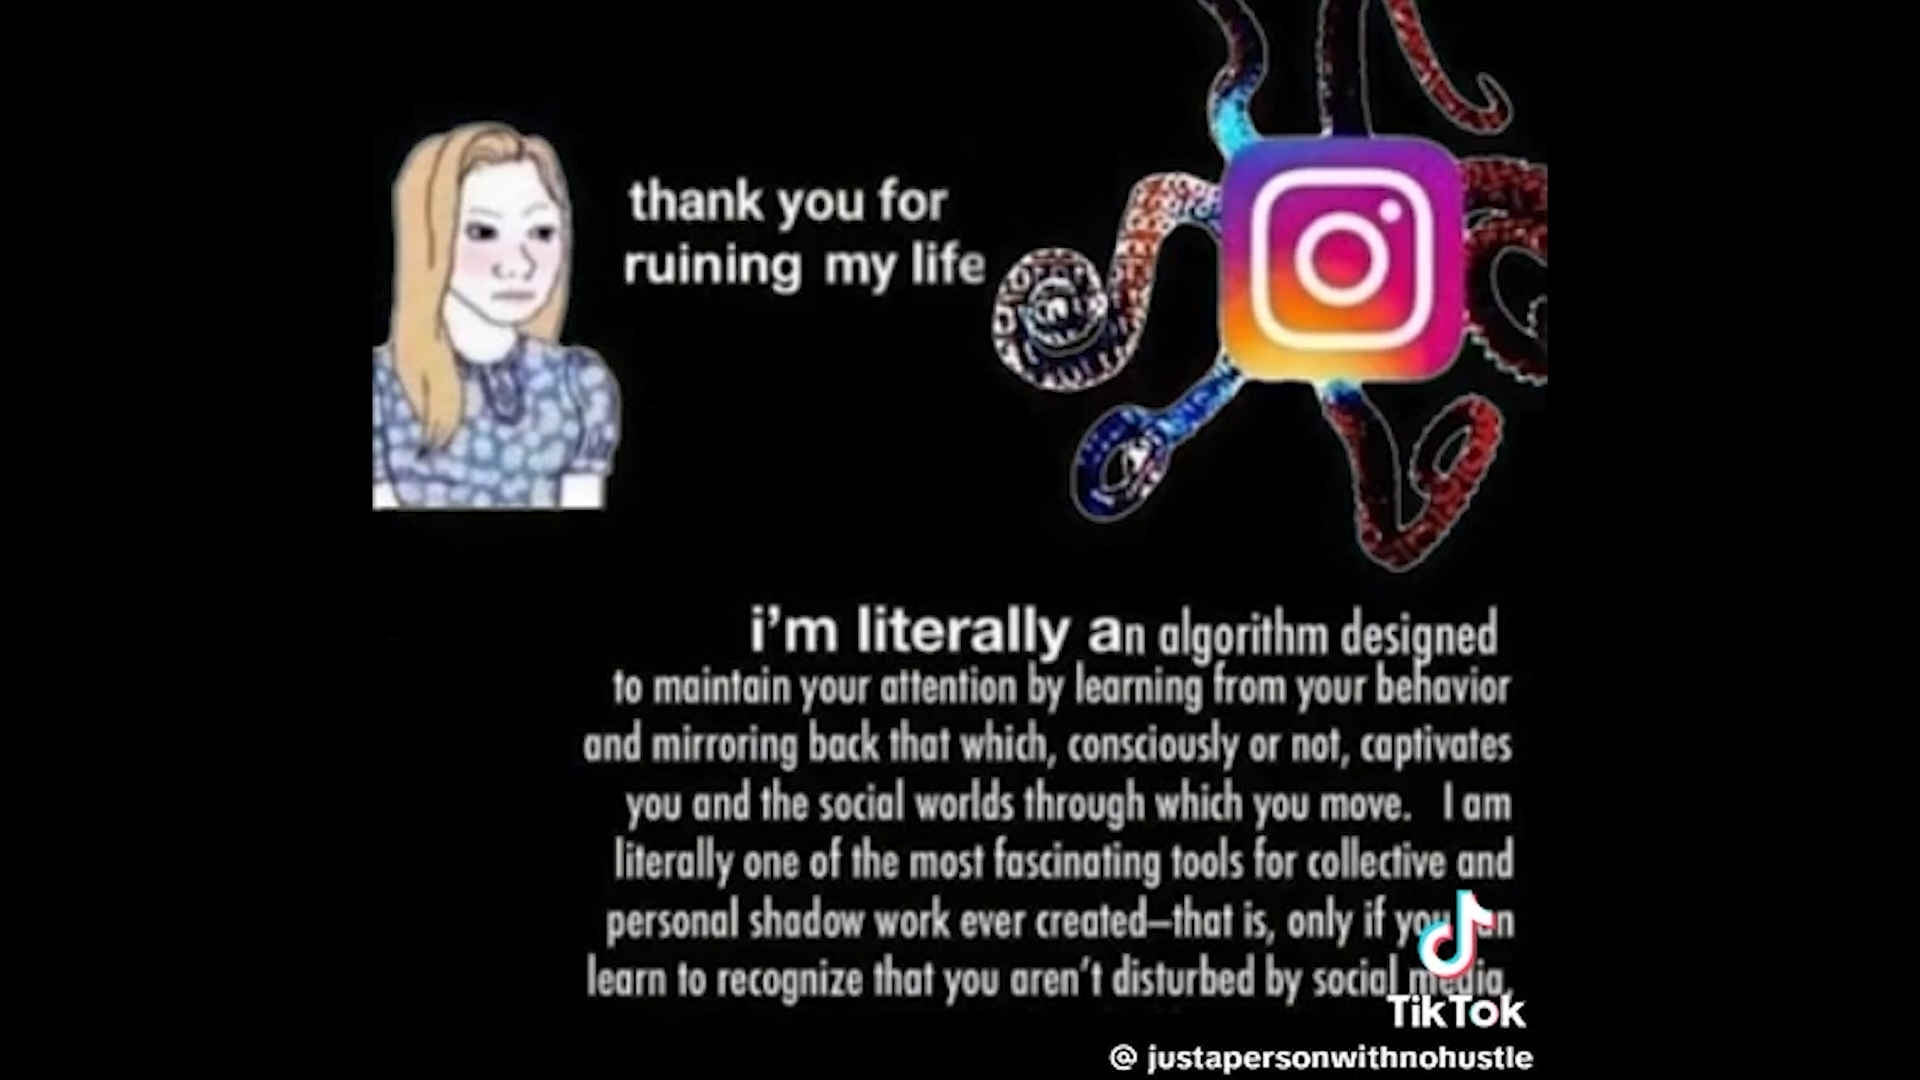 thank you for
ruining my life
i'm literally an algorithm designed
to maintain your attention by learning from your behavior
and mirroring back that which, consciously or not, captivates
you and the social worlds through which you move. I am
literally one of the most fascinating tools for collective and
personal shadow work ever created—that is, only if you
learn to recognize that you aren't disturbed by social media,
TikTok
@ justapersonwithnohustle